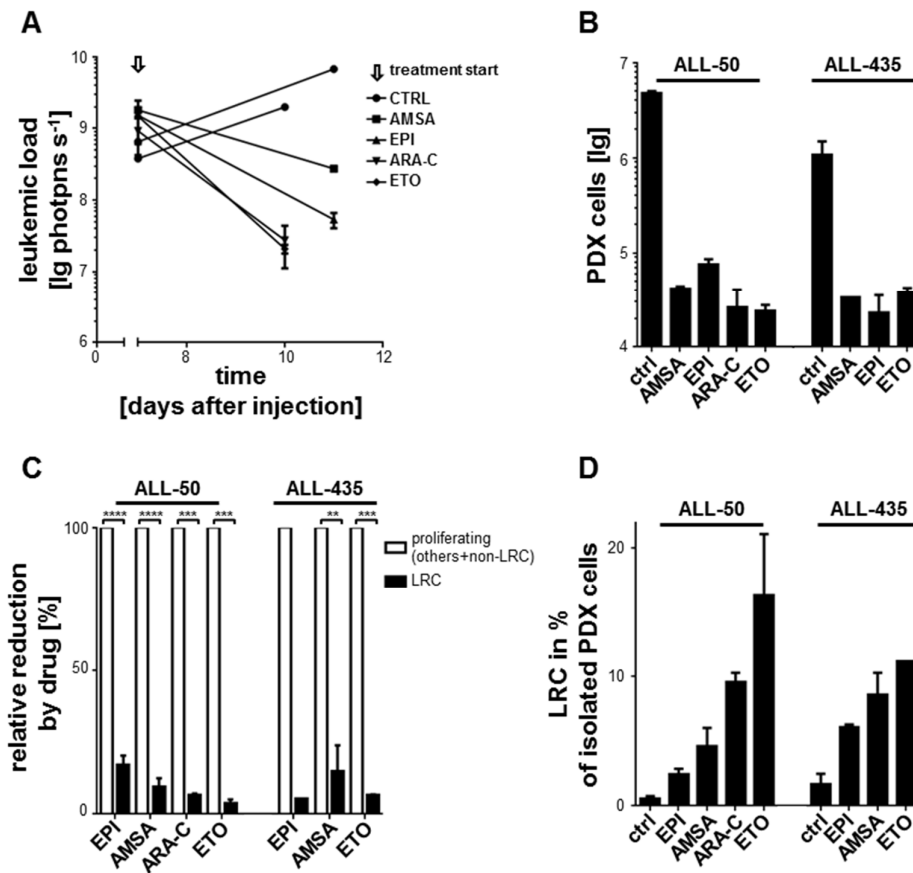 A
leukemic load
[lg photpns s⁻¹]
10
9
8
7
6
0
8
10
12
time
[days after injection]
treatment start
CTRL
AMSA
EPI
ARA-C
ETO
B
PDX cells [lg]
7
6
5
4
ALL-50
ALL-435
ctrl
AMSA
EPI
ARA-C
ETO
ctrl
AMSA
EPI
ETO
C
relative reduction
by drug [%]
100
50
0
ALL-50
ALL-435
**** **** *** *** ** ***
proliferating
(others+non-LRC)
LRC
EPI
AMSA
ARA-C
ETO
EPI
AMSA
ETO
D
LRC in %
of isolated PDX cells
20
10
0
ALL-50
ALL-435
ctrl
EPI
AMSA
ARA-C
ETO
ctrl
EPI
AMSA
ETO